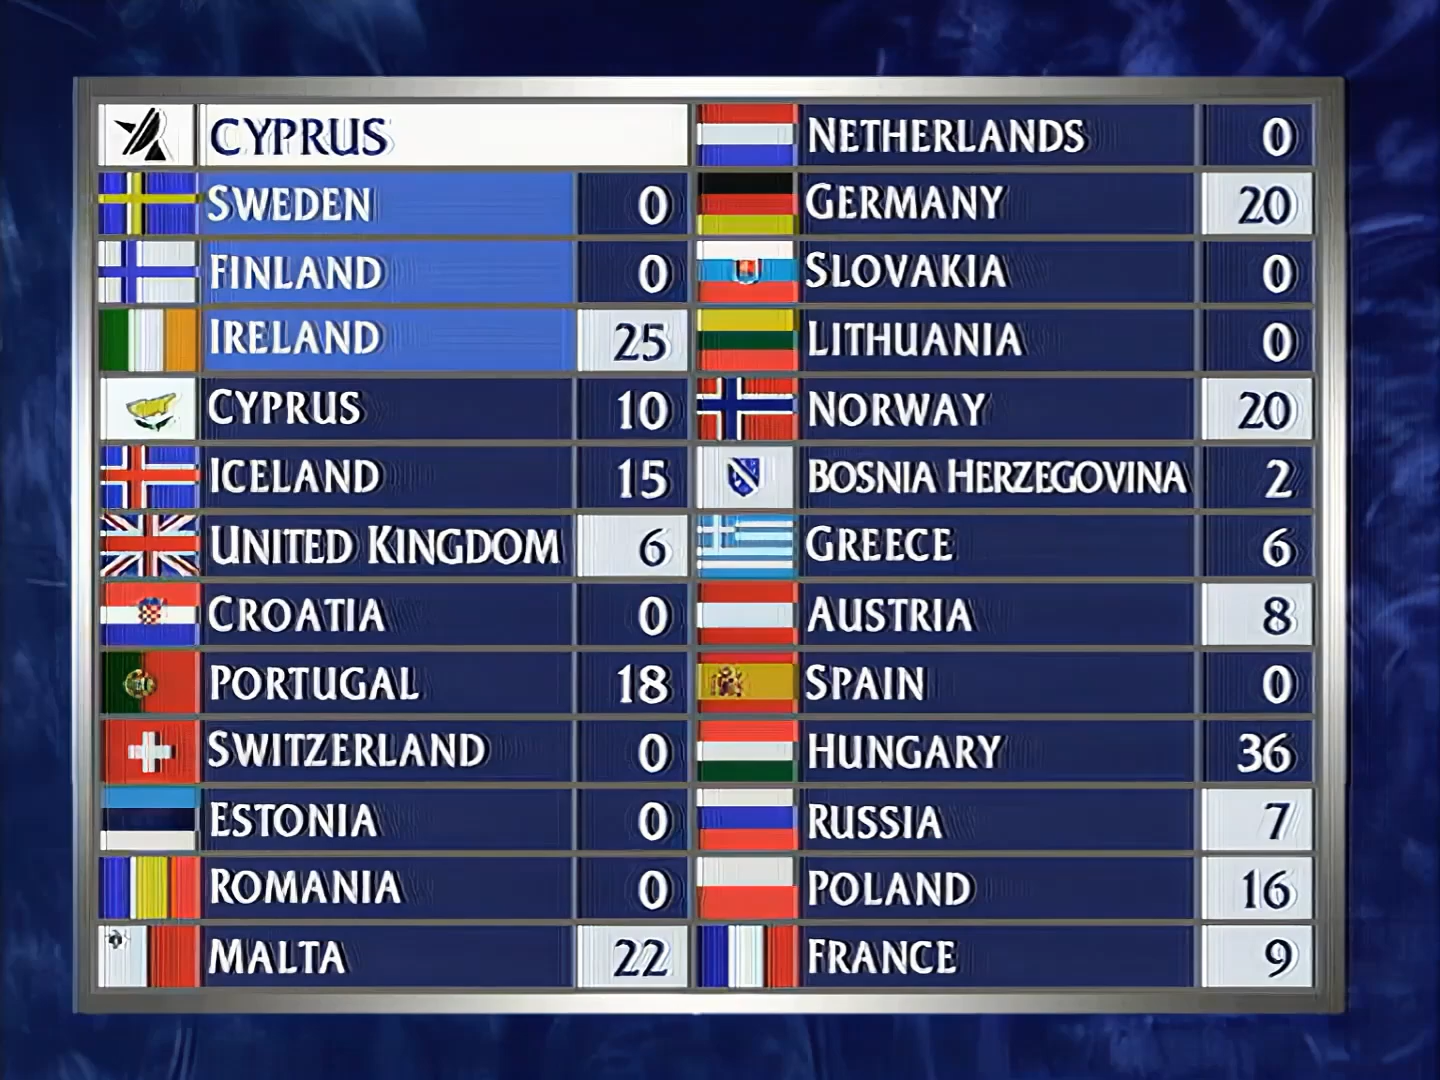 CYPRUS
SWEDEN 0
FINLAND 0
IRELAND 25
CYPRUS 10
ICELAND 15
UNITED KINGDOM 6
CROATIA 0
PORTUGAL 18
SWITZERLAND 0
ESTONIA 0
ROMANIA 0
MALTA 22
NETHERLANDS 0
GERMANY 20
SLOVAKIA 0
LITHUANIA 0
NORWAY 20
BOSNIA HERZEGOVINA 2
GREECE 6
AUSTRIA 8
SPAIN 0
HUNGARY 36
RUSSIA 7
POLAND 16
FRANCE 9